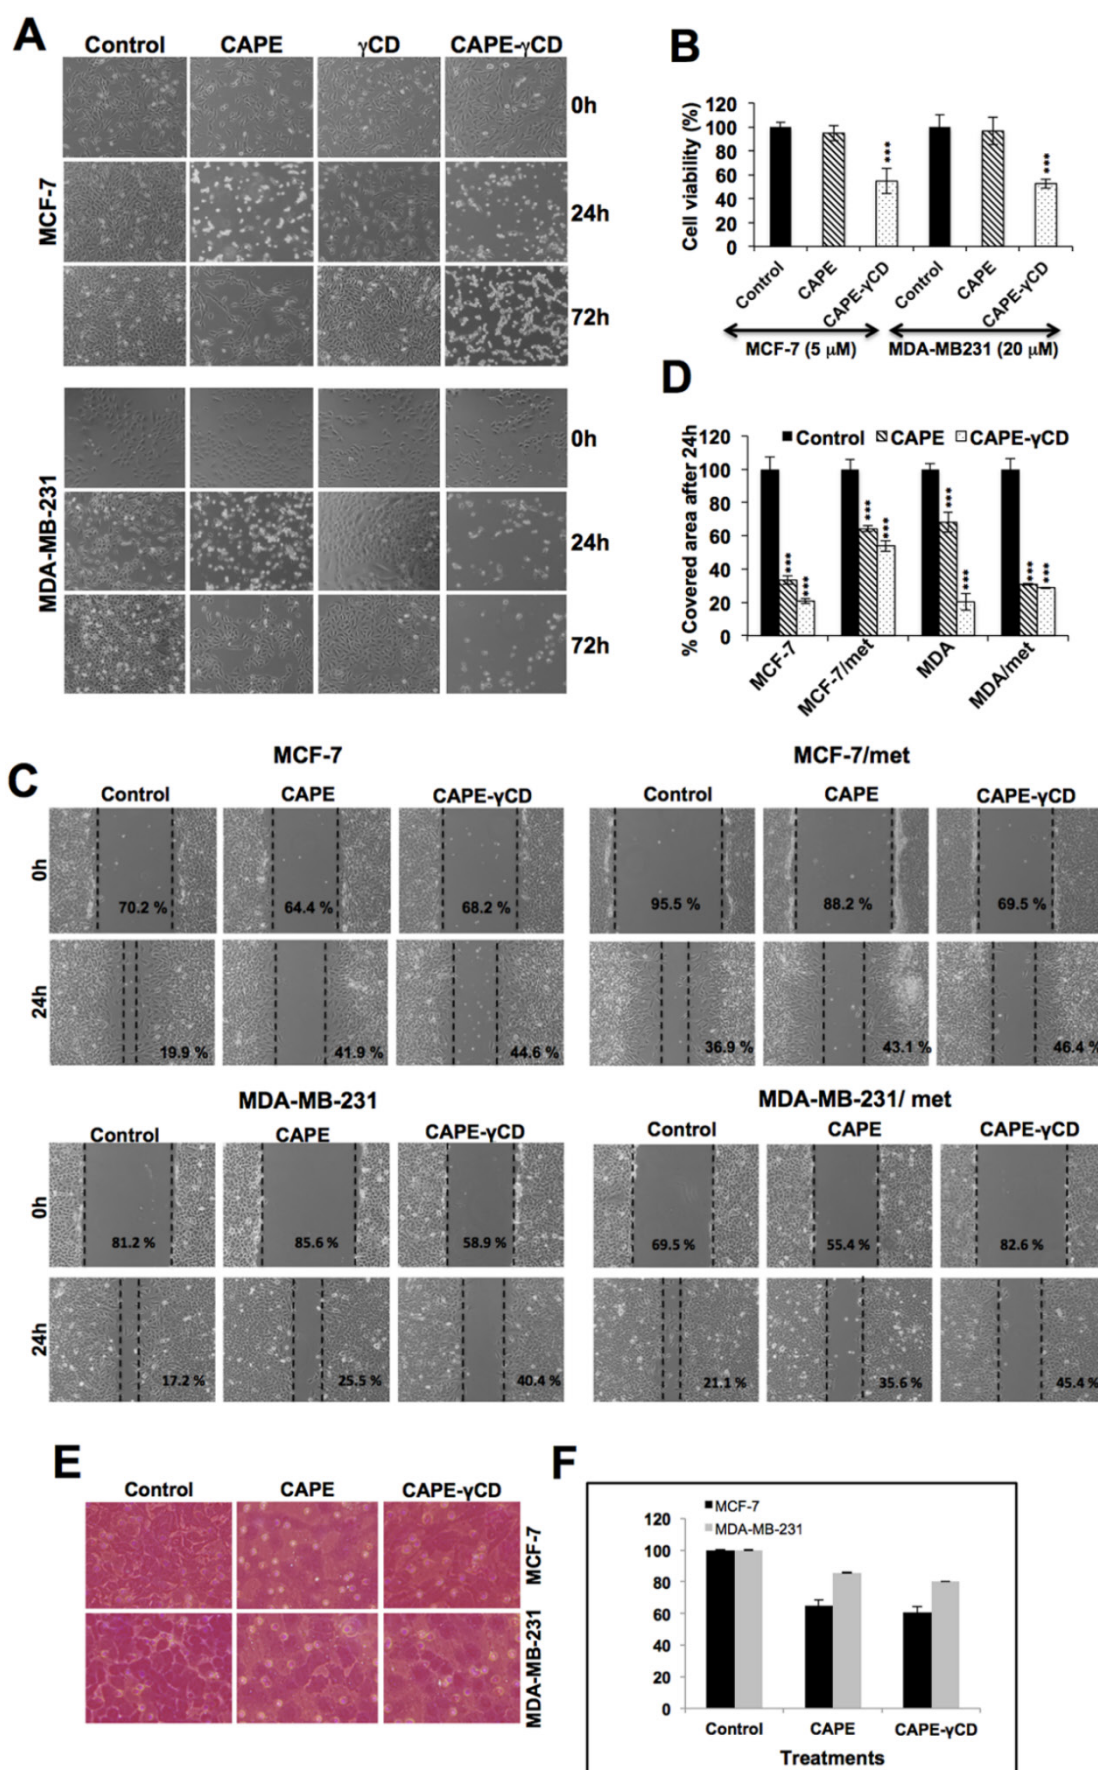 A
Control CAPE γCD CAPE-γCD
0h
MCF-7
24h
72h
0h
MDA-MB-231
24h
72h
B
Cell viability (%)
120
100
80
60
40
20
0
***
***
Control CAPE CAPE-γCD Control CAPE CAPE-γCD
MCF-7 (5 μM) MDA-MB231 (20 μM)
D
% Covered area after 24h
Control CAPE CAPE-γCD
120
100
80
60
40
20
0
*** *** *** *** *** *** *** ***
MCF-7 MCF-7/met MDA MDA/met
C
MCF-7
Control CAPE CAPE-γCD
0h
70.2 % 64.4 % 68.2 %
24h
19.9 % 41.9 % 44.6 %
MCF-7/met
Control CAPE CAPE-γCD
95.5 % 88.2 % 69.5 %
36.9 % 43.1 % 46.4 %
MDA-MB-231
Control CAPE CAPE-γCD
0h
81.2 % 85.6 % 58.9 %
24h
17.2 % 25.5 % 40.4 %
MDA-MB-231/ met
Control CAPE CAPE-γCD
69.5 % 55.4 % 82.6 %
21.1 % 35.6 % 45.4 %
E
Control CAPE CAPE-γCD
MCF-7
MDA-MB-231
F
MCF-7
MDA-MB-231
120
100
80
60
40
20
0
Control CAPE CAPE-γCD
Treatments